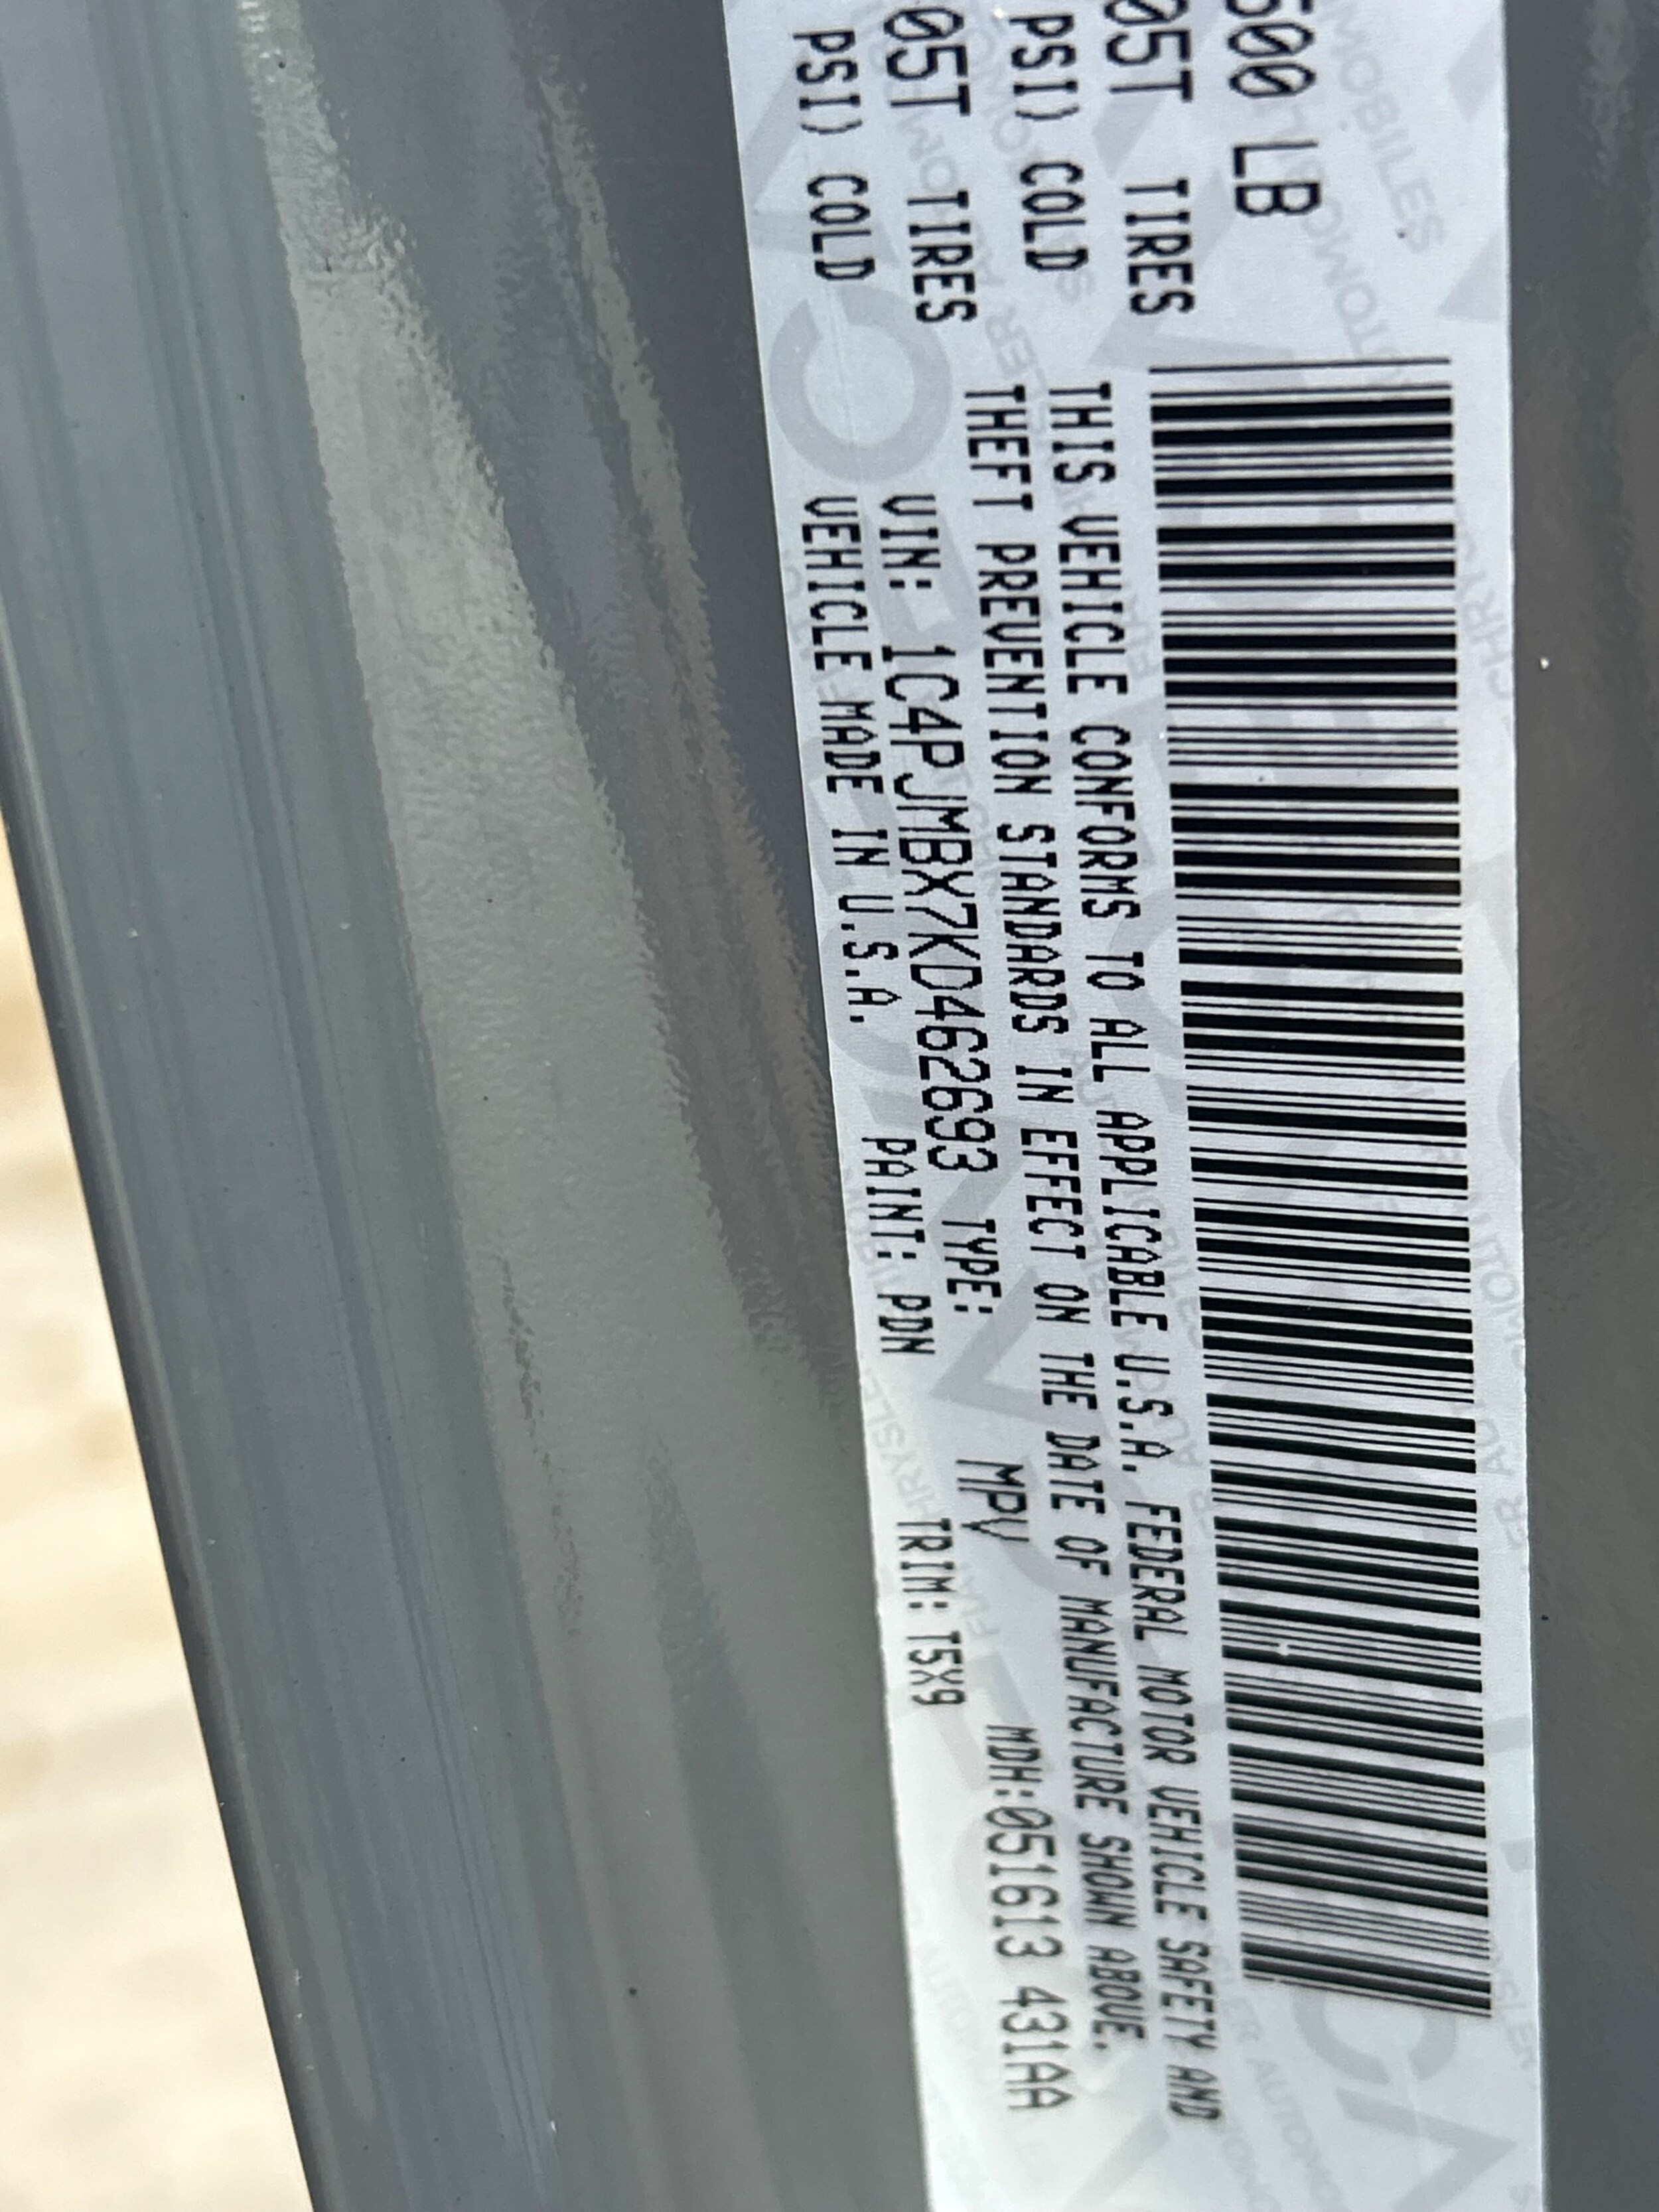 500 LB
05T TIRES
PSI) COLD
05T TIRES
PSI) COLD
THIS VEHICLE CONFORMS TO ALL APPLICABLE U.S.A. FEDERAL MOTOR VEHICLE SAFETY AND
THEFT PREVENTION STANDARDS IN EFFECT ON THE DATE OF MANUFACTURE SHOWN ABOVE.
VIN: 1C4PJMBX7KD462693 TYPE: MPV MDH:051613 431AA
VEHICLE MADE IN U.S.A. PAINT: PDN TRIM: T5X9